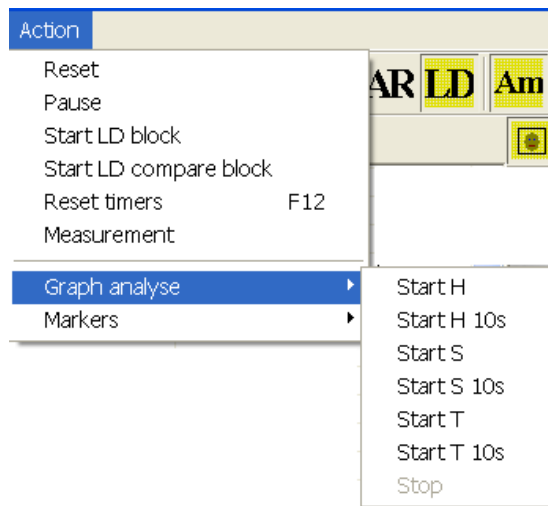 Action
Reset
Pause
Start LD block
Start LD compare block
Reset timers F12
Measurement
Graph analyse
Markers
AR LD Am
Start H
Start H 10s
Start S
Start S 10s
Start T
Start T 10s
Stop